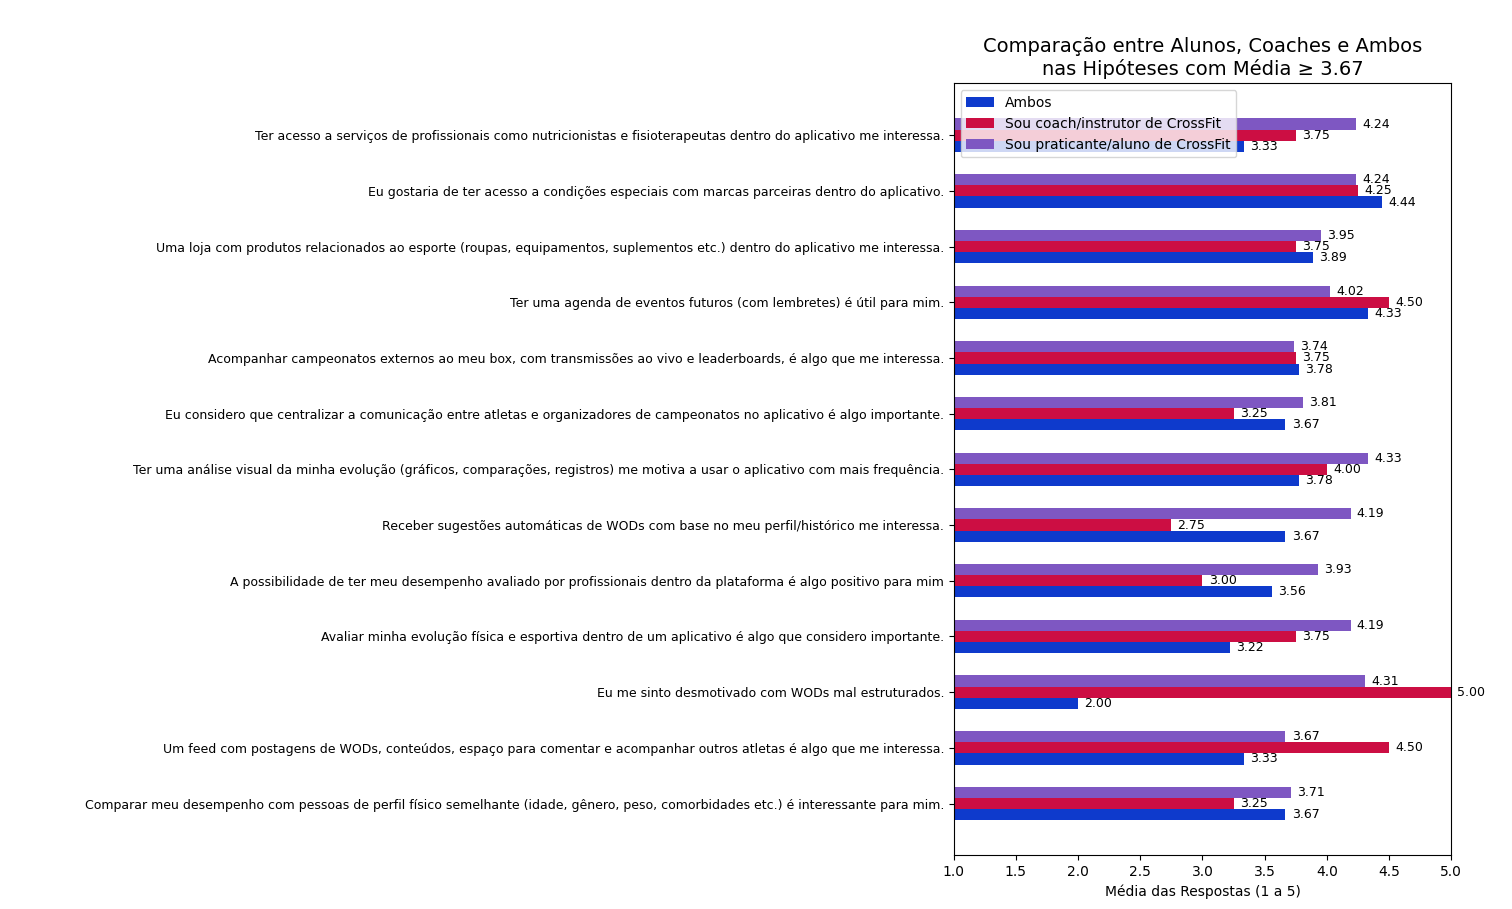 Comparação entre Alunos, Coaches e Ambos
nas Hipóteses com Média ≥ 3.67
Ambos
Sou coach/instrutor de CrossFit
Sou praticante/aluno de CrossFit
Ter acesso a serviços de profissionais como nutricionistas e fisioterapeutas dentro do aplicativo me interessa.
4.24
3.75
3.33
Eu gostaria de ter acesso a condições especiais com marcas parceiras dentro do aplicativo.
4.24
4.25
4.44
Uma loja com produtos relacionados ao esporte (roupas, equipamentos, suplementos etc.) dentro do aplicativo me interessa.
3.95
3.75
3.89
Ter uma agenda de eventos futuros (com lembretes) é útil para mim.
4.02
4.50
4.33
Acompanhar campeonatos externos ao meu box, com transmissões ao vivo e leaderboards, é algo que me interessa.
3.74
3.75
3.78
Eu considero que centralizar a comunicação entre atletas e organizadores de campeonatos no aplicativo é algo importante.
3.81
3.25
3.67
Ter uma análise visual da minha evolução (gráficos, comparações, registros) me motiva a usar o aplicativo com mais frequência.
4.33
4.00
3.78
Receber sugestões automáticas de WODs com base no meu perfil/histórico me interessa.
4.19
2.75
3.67
A possibilidade de ter meu desempenho avaliado por profissionais dentro da plataforma é algo positivo para mim
3.93
3.00
3.56
Avaliar minha evolução física e esportiva dentro de um aplicativo é algo que considero importante.
4.19
3.75
3.22
Eu me sinto desmotivado com WODs mal estruturados.
4.31
5.00
2.00
Um feed com postagens de WODs, conteúdos, espaço para comentar e acompanhar outros atletas é algo que me interessa.
3.67
4.50
3.33
Comparar meu desempenho com pessoas de perfil físico semelhante (idade, gênero, peso, comorbidades etc.) é interessante para mim.
3.71
3.25
3.67
1.0 1.5 2.0 2.5 3.0 3.5 4.0 4.5 5.0
Média das Respostas (1 a 5)